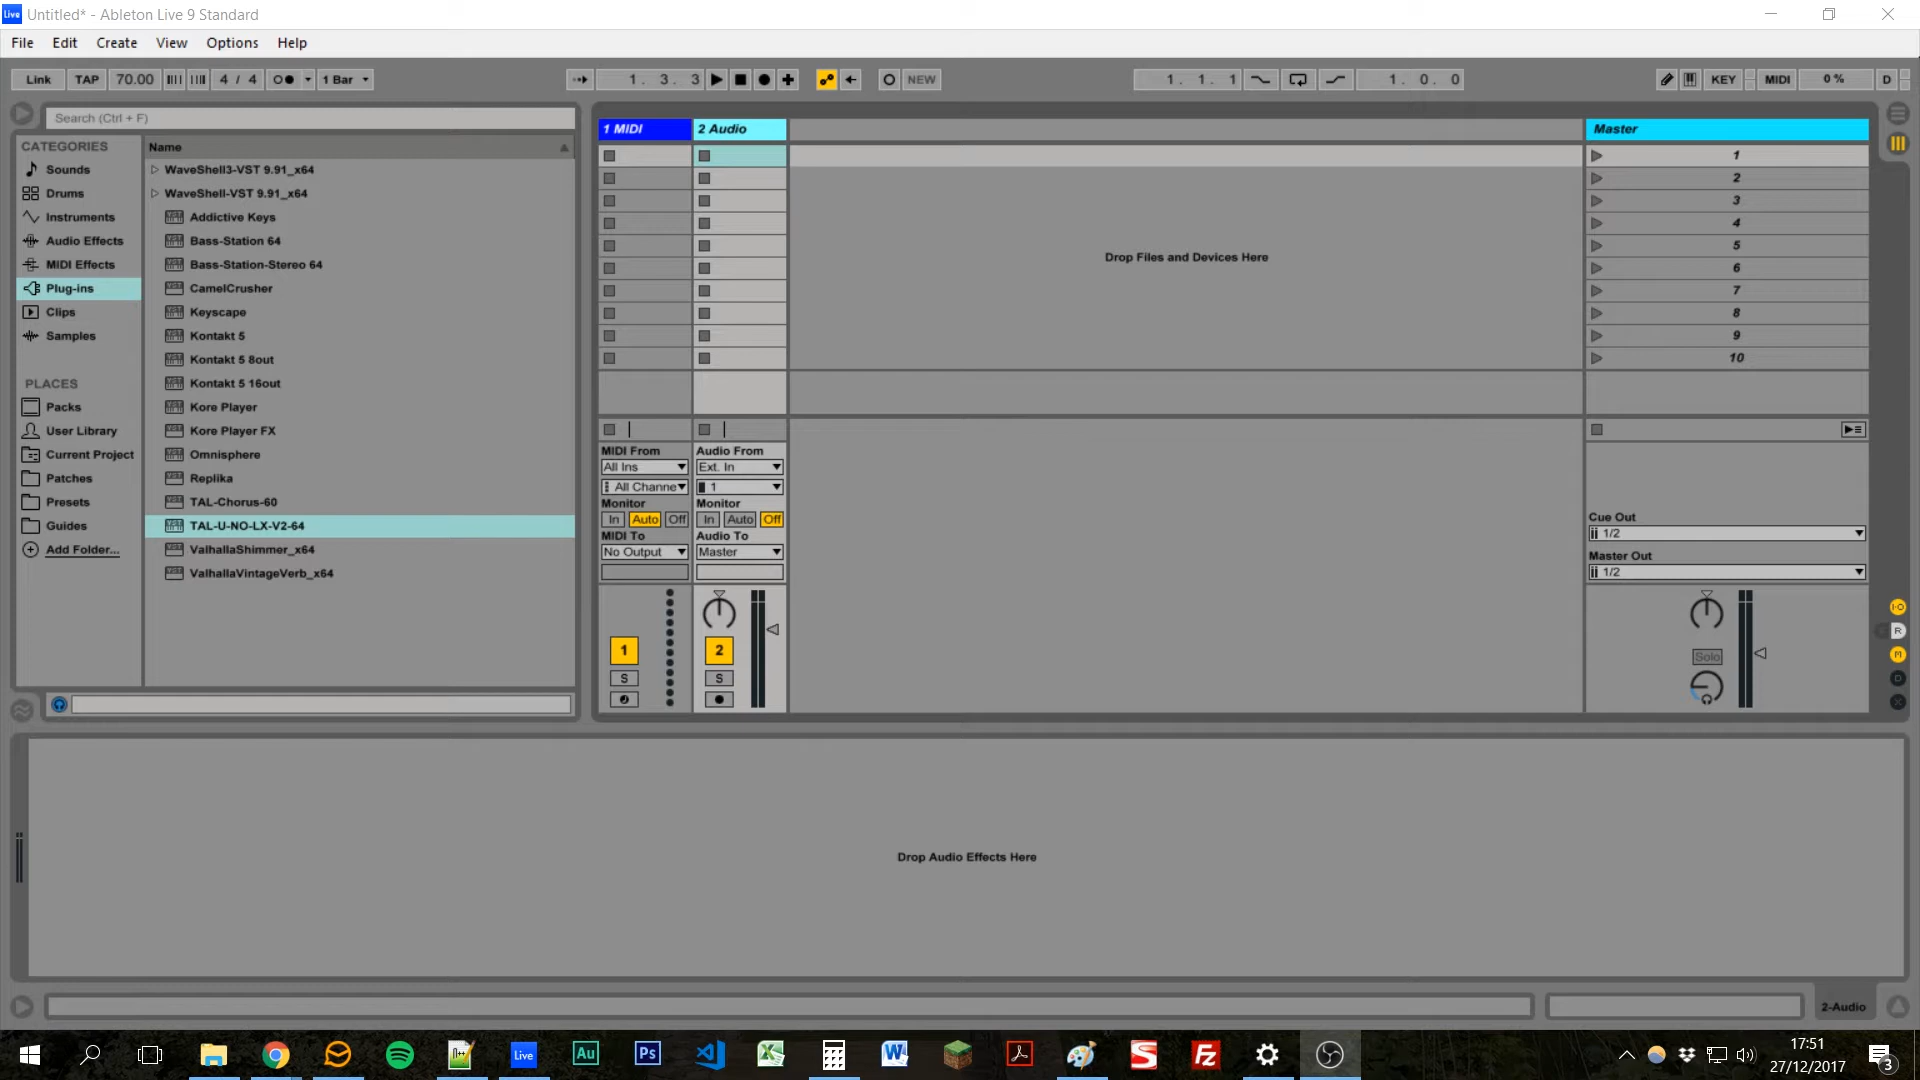 Live Untitled* - Ableton Live 9 Standard
File Edit Create View Options Help
Link TAP 70.00 4 / 4 1 Bar 1. 3. 3 NEW 1. 1. 1 1. 0. 0 KEY MIDI 0 % D
Search (Ctrl + F)
CATEGORIES
Sounds
Drums
Instruments
Audio Effects
MIDI Effects
Plug-ins
Clips
Samples
PLACES
Packs
User Library
Current Project
Patches
Presets
Guides
Add Folder...
Name
WaveShell3-VST 9.91_x64
WaveShell-VST 9.91_x64
Addictive Keys
Bass-Station 64
Bass-Station-Stereo 64
CamelCrusher
Keyscape
Kontakt 5
Kontakt 5 8out
Kontakt 5 16out
Kore Player
Kore Player FX
Omnisphere
Replika
TAL-Chorus-60
TAL-U-NO-LX-V2-64
ValhallaShimmer_x64
ValhallaVintageVerb_x64
1 MIDI
MIDI From
All Ins
All Channe
Monitor
In Auto Off
MIDI To
No Output
1
S
2 Audio
Audio From
Ext. In
1
Monitor
In Auto Off
Audio To
Master
2
S
Drop Files and Devices Here
Master
1
2
3
4
5
6
7
8
9
10
Cue Out
1/2
Master Out
1/2
Solo
I·O
R
M
D
X
Drop Audio Effects Here
2-Audio
Live Au Ps W S Fz
17:51
27/12/2017
3